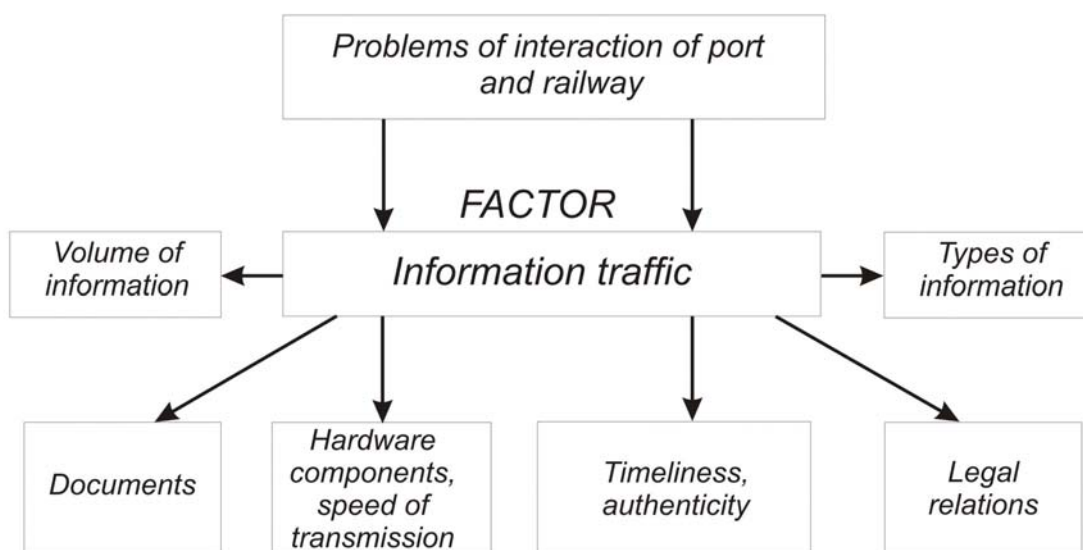 Problems of interaction of port
and railway
FACTOR
Volume of
information
Information traffic
Types of
information
Documents
Hardware
components,
speed of
transmission
Timeliness,
authenticity
Legal
relations